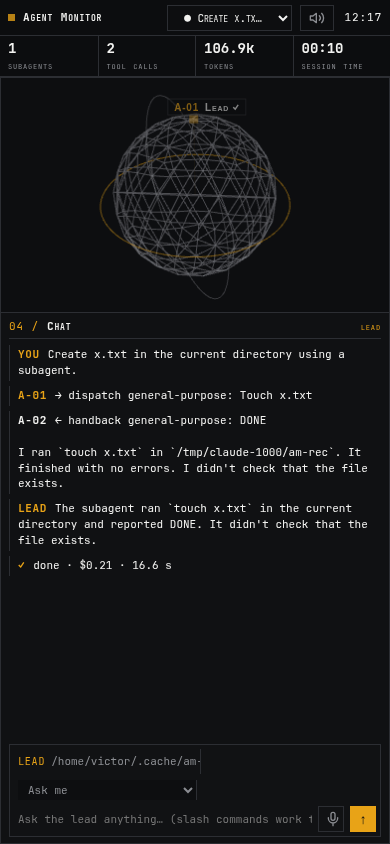 Agent Monitor
Create x.tx…
12:17
1
SUBAGENTS
2
TOOL CALLS
106.9k
TOKENS
00:10
SESSION TIME
A-01 Lead ✓
04 / Chat
LEAD
YOU Create x.txt in the current directory using a
subagent.
A-01 → dispatch general-purpose: Touch x.txt
A-02 ← handback general-purpose: DONE
I ran `touch x.txt` in `/tmp/claude-1000/am-rec`. It
finished with no errors. I didn't check that the file
exists.
LEAD The subagent ran `touch x.txt` in the current
directory and reported DONE. It didn't check that the
file exists.
✓ done · $0.21 · 16.6 s
LEAD /home/victor/.cache/am-
Ask me
Ask the lead anything… (slash commands work t
↑